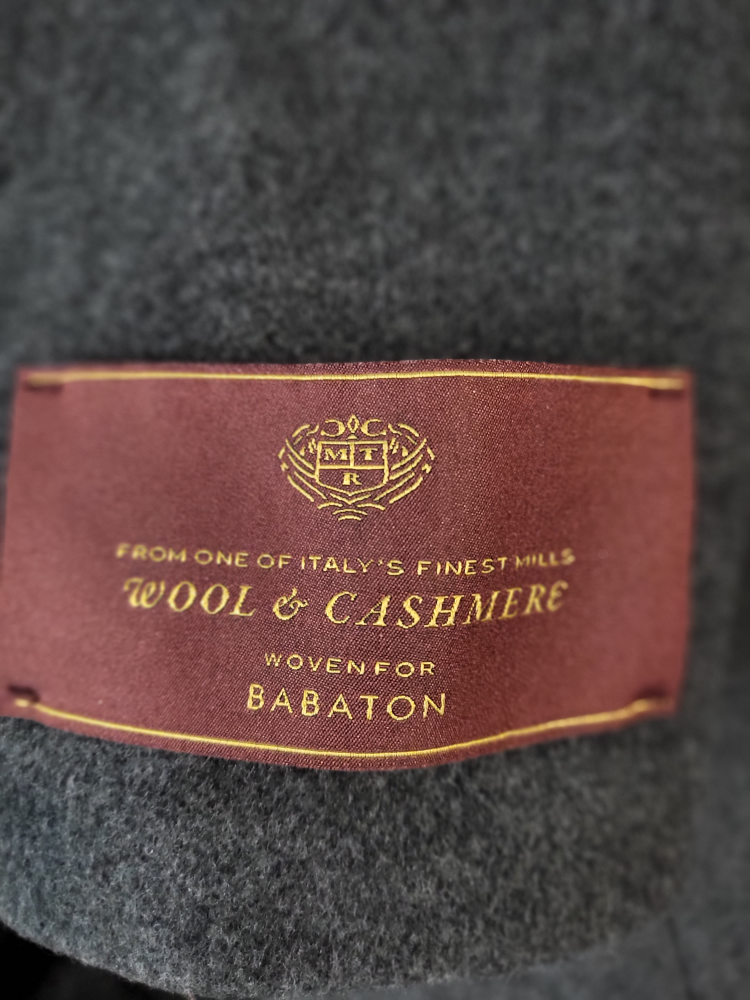 M T
R
FROM ONE OF ITALY'S FINEST MILLS
WOOL & CASHMERE
WOVEN FOR
BABATON